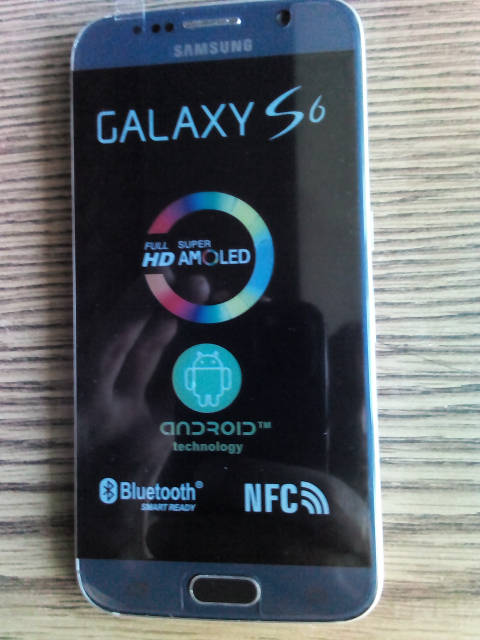 SAMSUNG
GALAXY S6
FULL SUPER
HD AMOLED
ANDROID™
technology
Bluetooth®
SMART READY
NFC